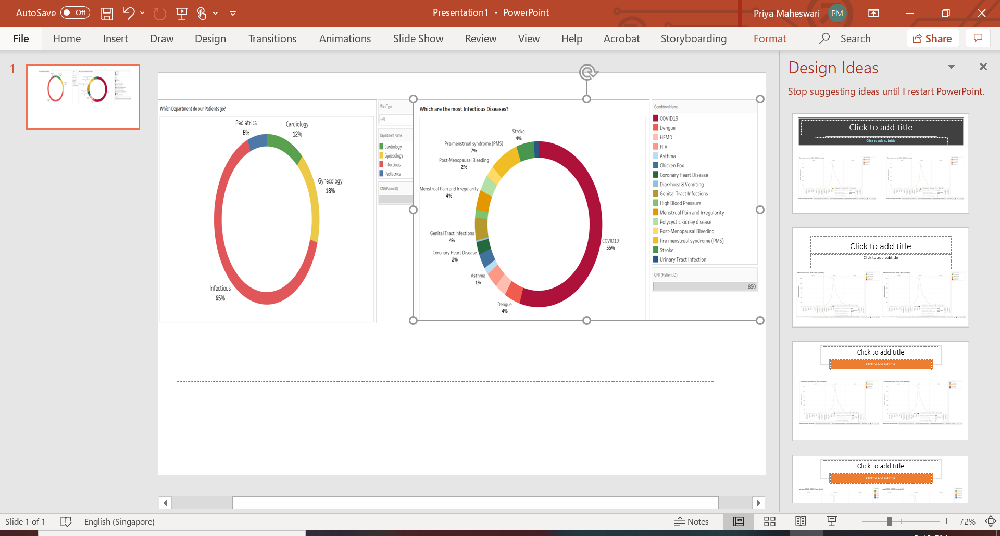 AutoSave Off
Presentation1 - PowerPoint
Priya Maheswari PM
File Home Insert Draw Design Transitions Animations Slide Show Review View Help Acrobat Storyboarding Format Search Share
1
Which Department do our Patients go?
Pediatrics
6%
Cardiology
12%
Gynecology
18%
Infectious
65%
WardType
(All)
Department Name
Cardiology
Gynecology
Infectious
Pediatrics
CNT(PatientID)
Which are the most Infectious Diseases?
Stroke
4%
Pre-menstrual syndrome (PMS)
7%
Post-Menopausal Bleeding
2%
Menstrual Pain and Irregularity
4%
Genital Tract Infections
4%
Coronary Heart Disease
2%
Asthma
1%
Dengue
4%
COVID19
55%
Condition Name
COVID19
Dengue
HFMD
HIV
Asthma
Chicken Pox
Coronary Heart Disease
Diarrhoea & Vomiting
Genital Tract Infections
High Blood Pressure
Menstrual Pain and Irregularity
Polycystic kidney disease
Post-Menopausal Bleeding
Pre-menstrual syndrome (PMS)
Stroke
Urinary Tract Infection
CNT(PatientID)
850
Design Ideas
Stop suggesting ideas until I restart PowerPoint.
Click to add title
Click to add subtitle
Click to add title
Click to add subtitle
Click to add title
Click to add subtitle
Click to add title
Click to add subtitle
Slide 1 of 1
English (Singapore)
Notes
72%